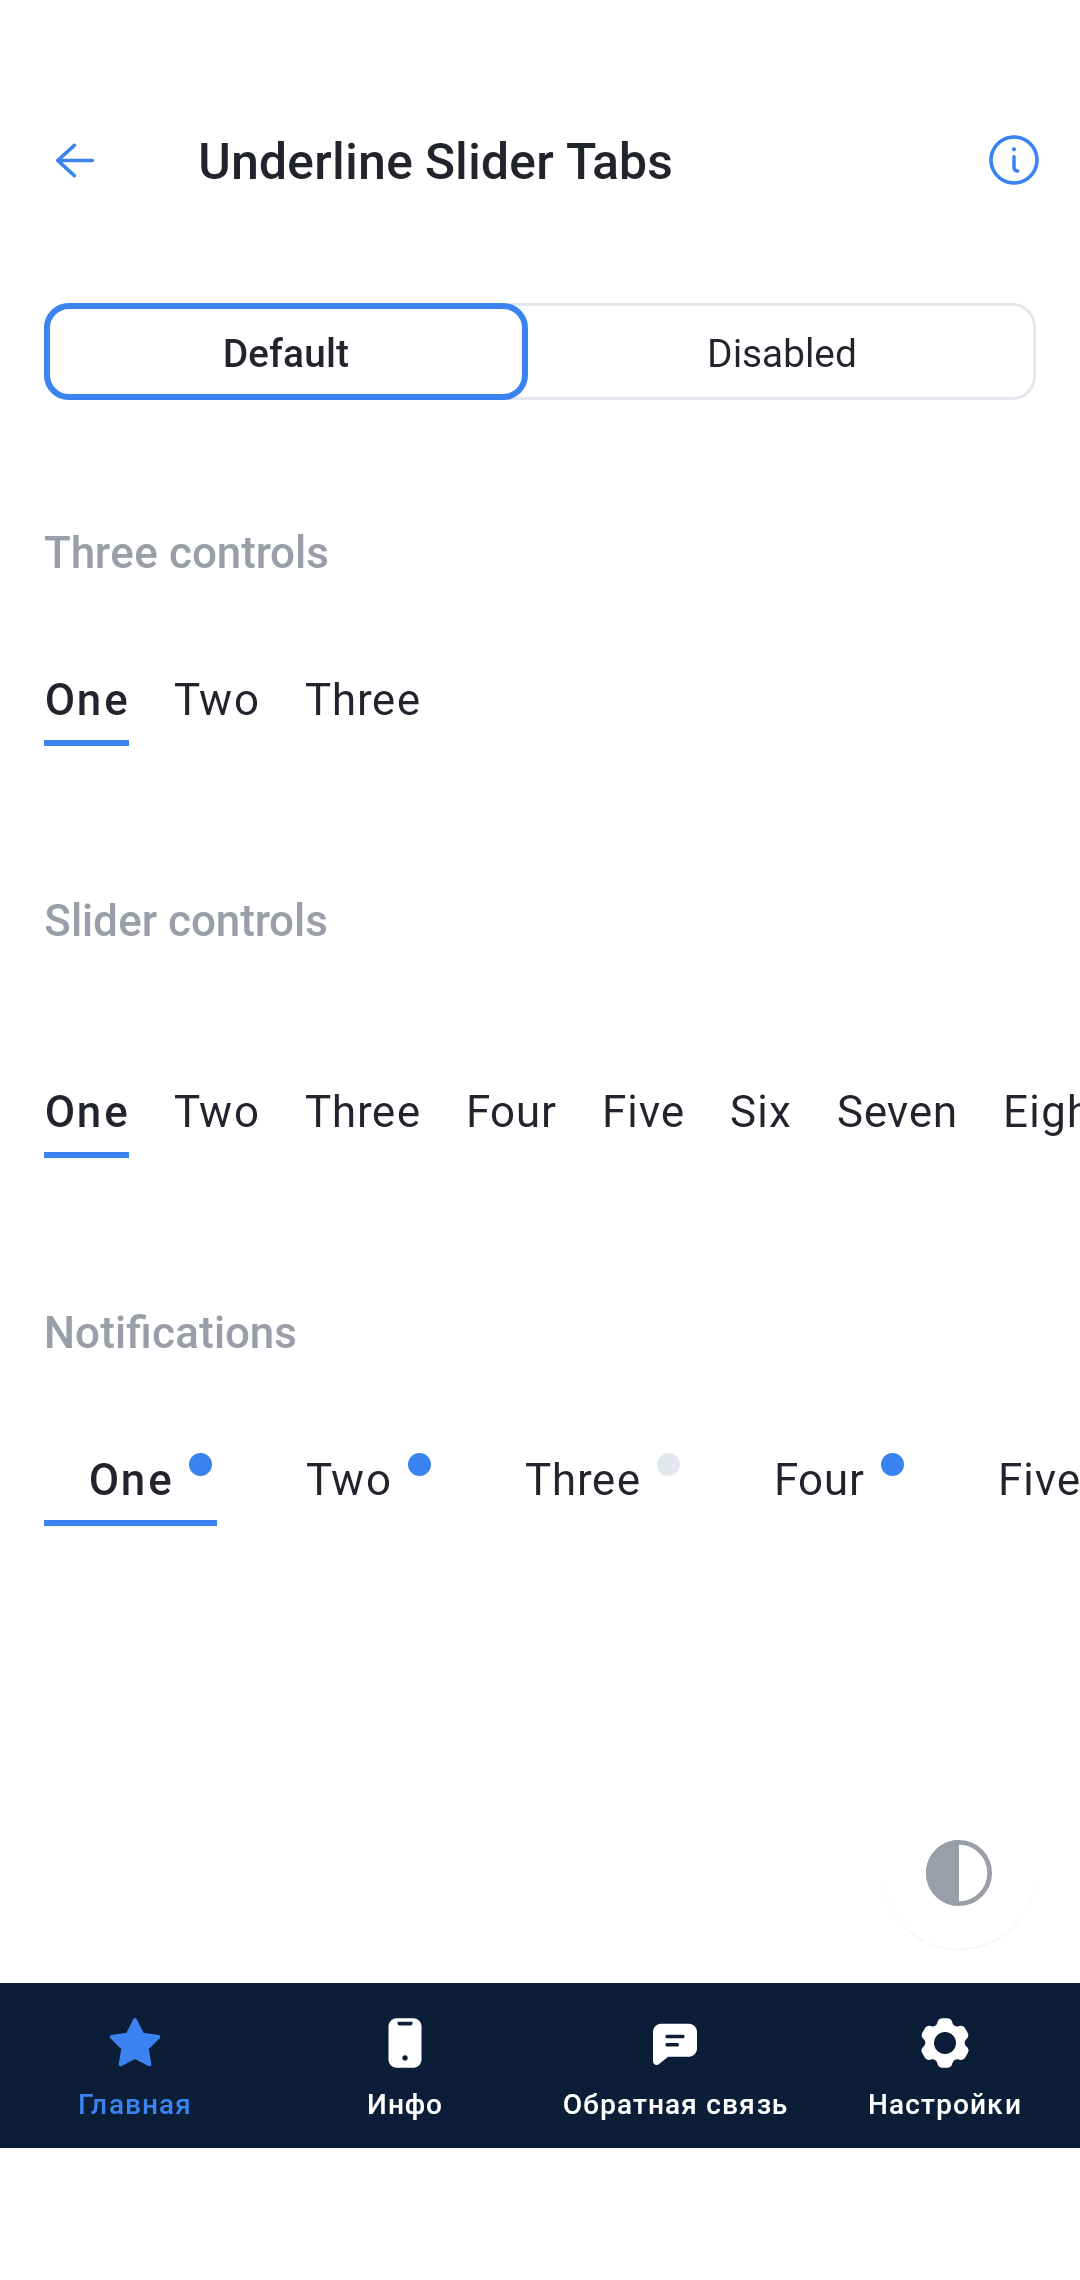 Underline Slider Tabs
Default Disabled
Three controls
One Two Three
Slider controls
One Two Three Four Five Six Seven Eigh
Notifications
One Two Three Four Five
Главная Инфо Обратная связь Настройки